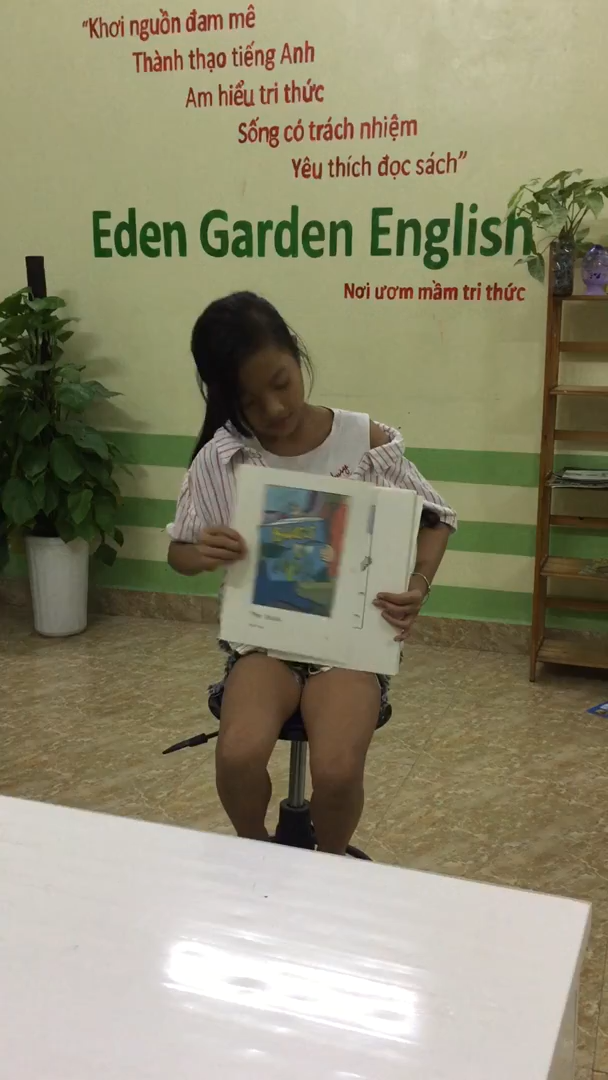 “Khơi nguồn đam mê
Thành thạo tiếng Anh
Am hiểu tri thức
Sống có trách nhiệm
Yêu thích đọc sách”
Eden Garden English
Nơi ươm mầm tri thức